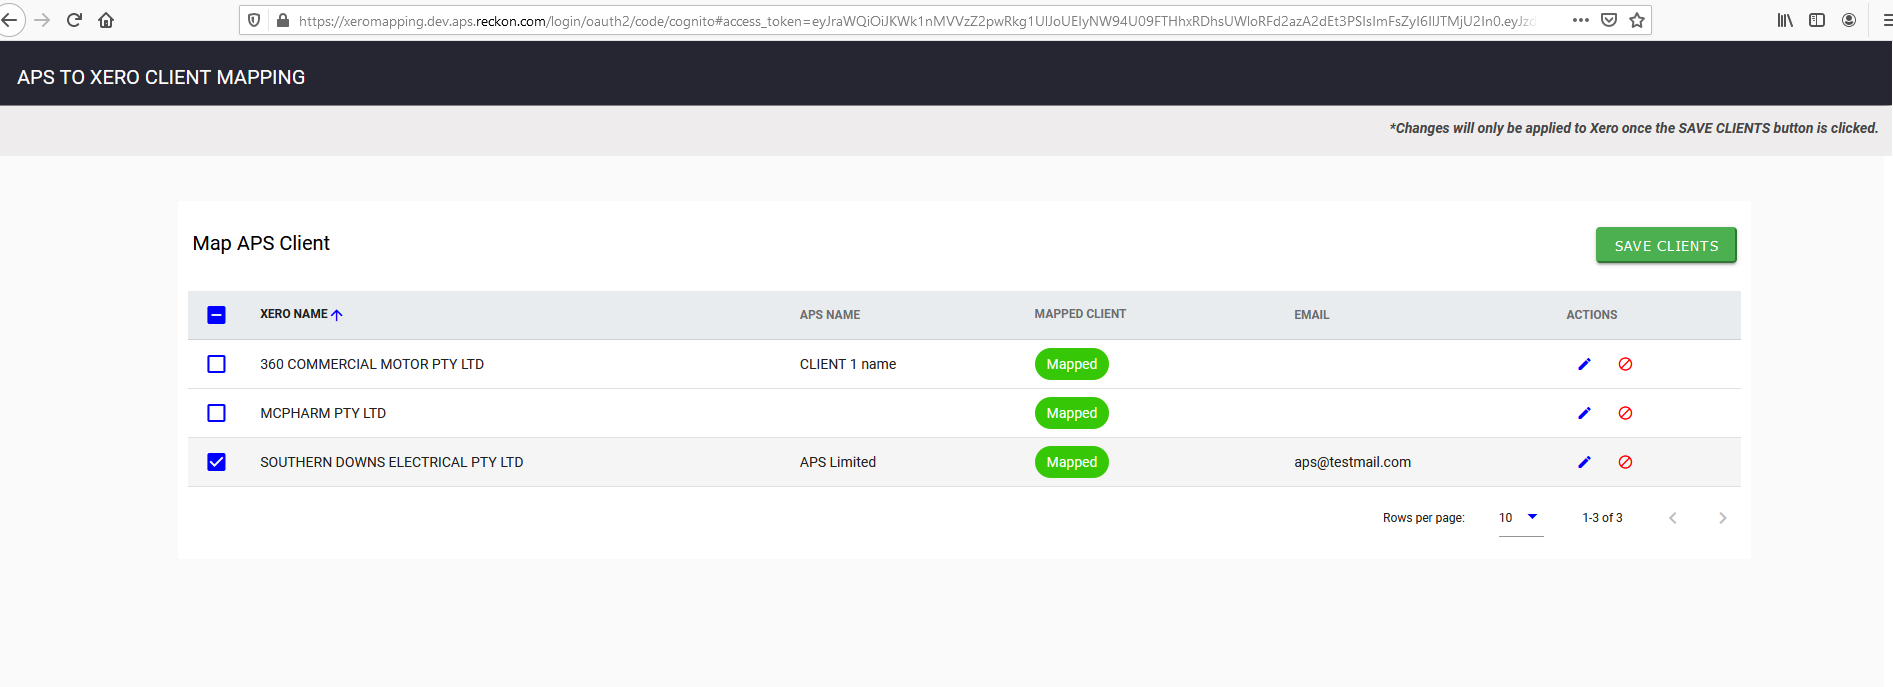 https://xeromapping.dev.aps.reckon.com/login/oauth2/code/cognito#access_token=
APS TO XERO CLIENT MAPPING
*Changes will only be applied to Xero once the SAVE CLIENTS button is clicked.
Map APS Client
SAVE CLIENTS
XERO NAME APS NAME MAPPED CLIENT EMAIL ACTIONS
360 COMMERCIAL MOTOR PTY LTD CLIENT 1 name Mapped
MCPHARM PTY LTD Mapped
SOUTHERN DOWNS ELECTRICAL PTY LTD APS Limited Mapped aps@testmail.com
Rows per page: 10 1-3 of 3